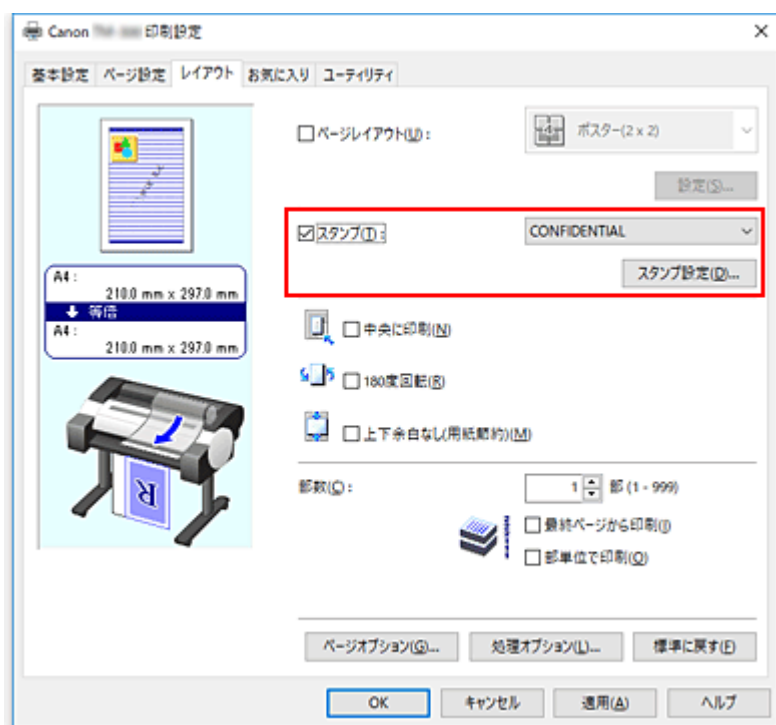 Canon 印刷設定
基本設定 ページ設定 レイアウト お気に入り ユーティリティ
ページレイアウト(U):
ポスター(2 x 2)
設定(S)...
スタンプ(T):
CONFIDENTIAL
スタンプ設定(D)...
A4 :
210.0 mm x 297.0 mm
等倍
A4 :
210.0 mm x 297.0 mm
中央に印刷(N)
180度回転(R)
上下余白なし(用紙節約)(M)
R
部数(C):
1 部 (1 - 999)
最終ページから印刷(I)
部単位で印刷(O)
ページオプション(G)... 処理オプション(L)... 標準に戻す(F)
OK キャンセル 適用(A) ヘルプ